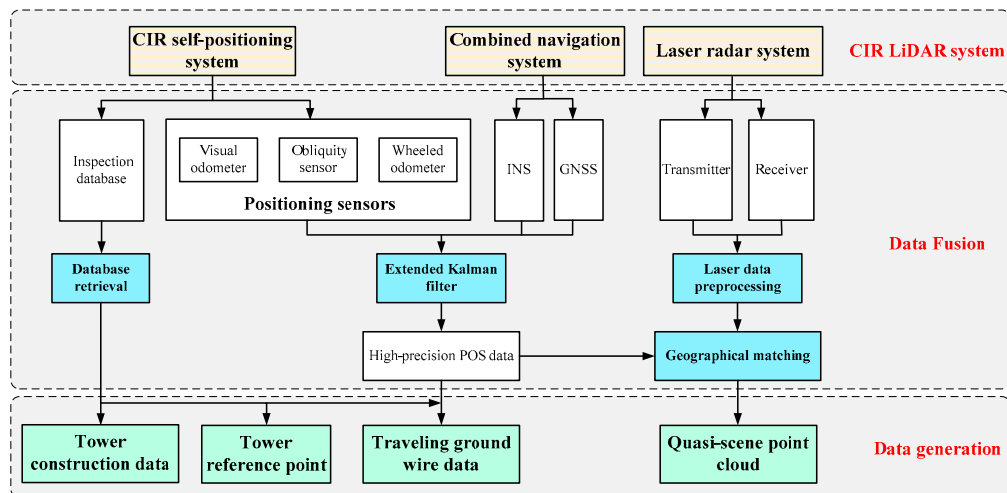 CIR self-positioning
system
Combined navigation
system
Laser radar system
CIR LiDAR system
Inspection
database
Visual
odometer
Obliquity
sensor
Wheeled
odometer
Positioning sensors
INS
GNSS
Transmitter
Receiver
Data Fusion
Database
retrieval
Extended Kalman
filter
Laser data
preprocessing
High-precision POS data
Geographical matching
Tower
construction data
Tower
reference point
Traveling ground
wire data
Quasi-scene point
cloud
Data generation